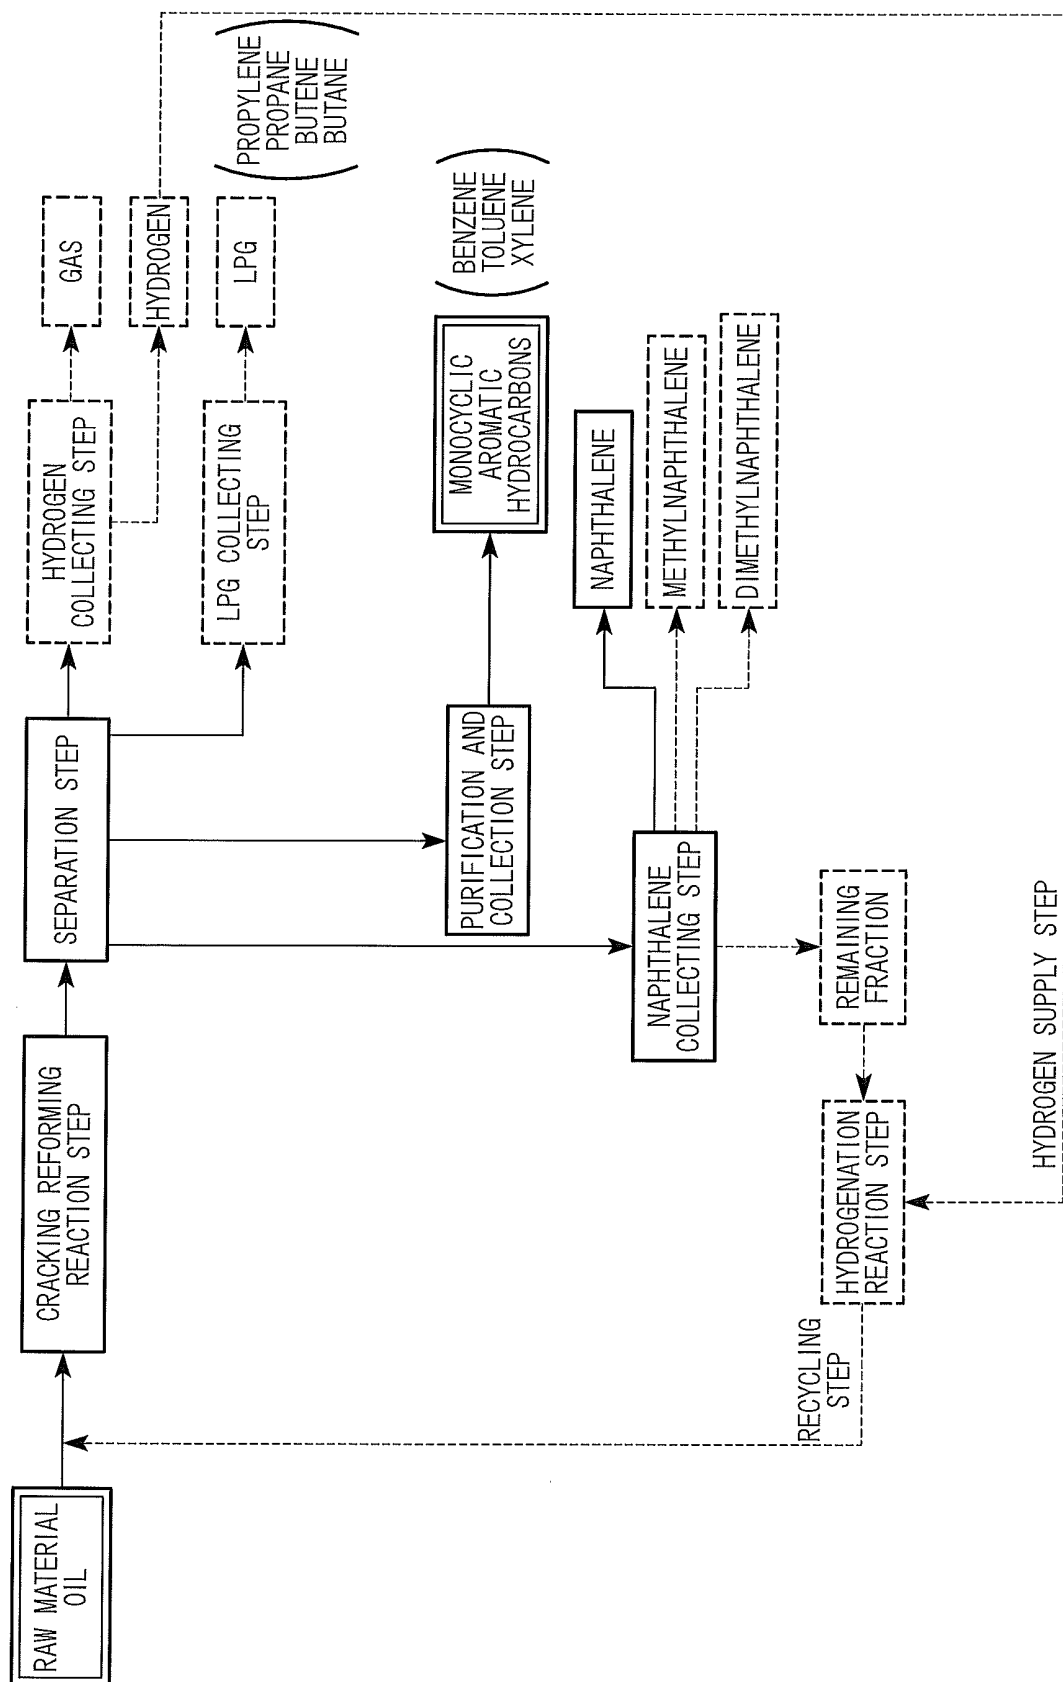 RAW MATERIAL
OIL
CRACKING REFORMING
REACTION STEP
SEPARATION STEP
HYDROGEN
COLLECTING STEP
GAS
HYDROGEN
LPG COLLECTING
STEP
LPG
PROPYLENE
PROPANE
BUTENE
BUTANE
PURIFICATION AND
COLLECTION STEP
MONOCYCLIC
AROMATIC
HYDROCARBONS
BENZENE
TOLUENE
XYLENE
NAPHTHALENE
COLLECTING STEP
NAPHTHALENE
METHYLNAPHTHALENE
DIMETHYLNAPHTHALENE
REMAINING
FRACTION
HYDROGENATION
REACTION STEP
RECYCLING
STEP
HYDROGEN SUPPLY STEP